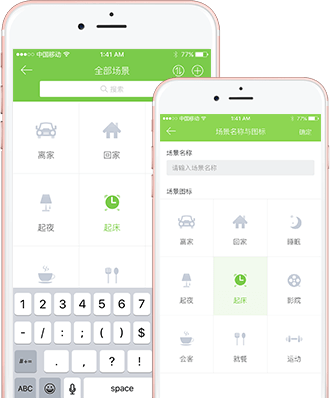 中国移动 1:41 AM
全部场景
搜索
离家 回家
起夜 起床
1 2 3 4 5 6 7 8 9 0
- / : ; ( ) $
. , ? !
ABC space
中国移动 1:41 AM
场景名称与图标 确定
场景名称
请输入场景名称
场景图标
离家 回家 睡眠
起夜 起床 影院
会客 就餐 运动